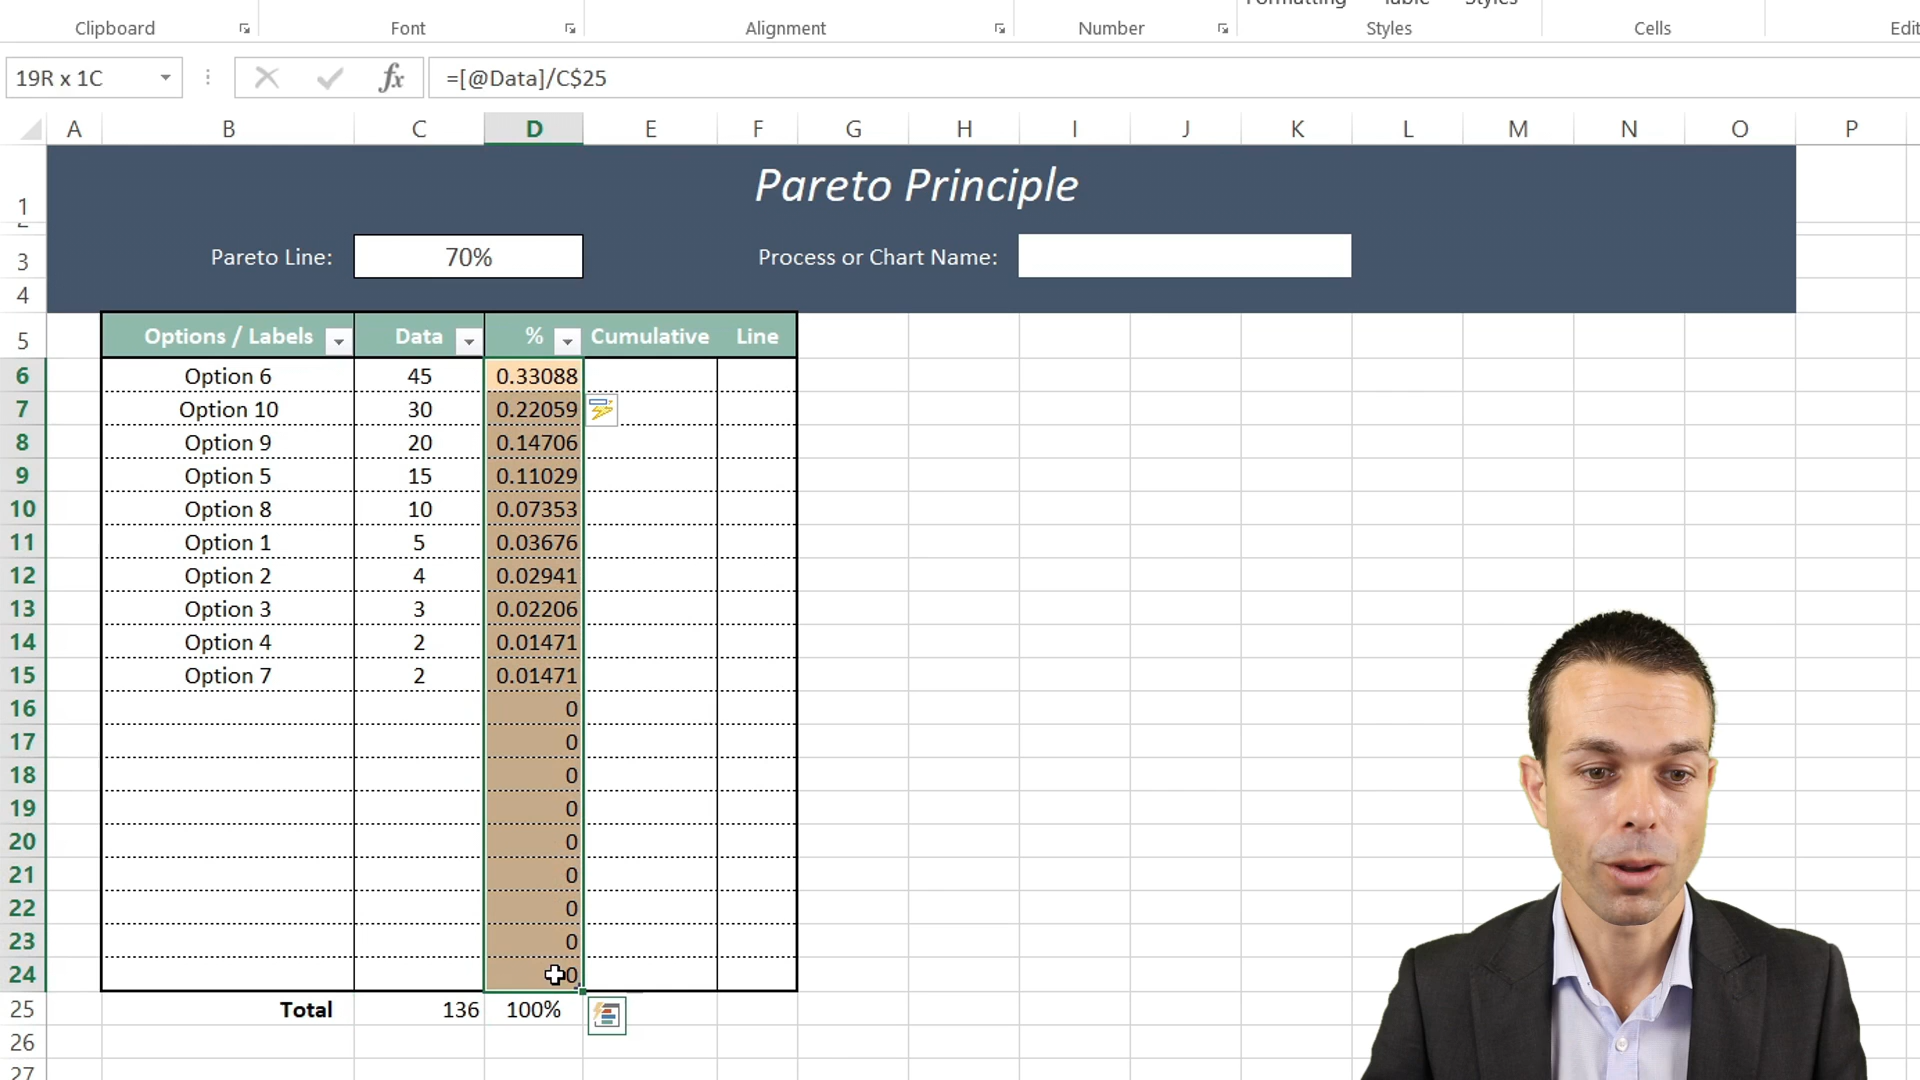 Formatting Table Styles
Clipboard Font Alignment Number Styles Cells Edit
19R x 1C fx =[@Data]/C$25
A B C D E F G H I J K L M N O P
1 Pareto Principle
2
3 Pareto Line: 70% Process or Chart Name:
4
5 Options / Labels Data % Cumulative Line
6 Option 6 45 0.33088
7 Option 10 30 0.22059
8 Option 9 20 0.14706
9 Option 5 15 0.11029
10 Option 8 10 0.07353
11 Option 1 5 0.03676
12 Option 2 4 0.02941
13 Option 3 3 0.02206
14 Option 4 2 0.01471
15 Option 7 2 0.01471
16 0
17 0
18 0
19 0
20 0
21 0
22 0
23 0
24 0
25 Total 136 100%
26
27